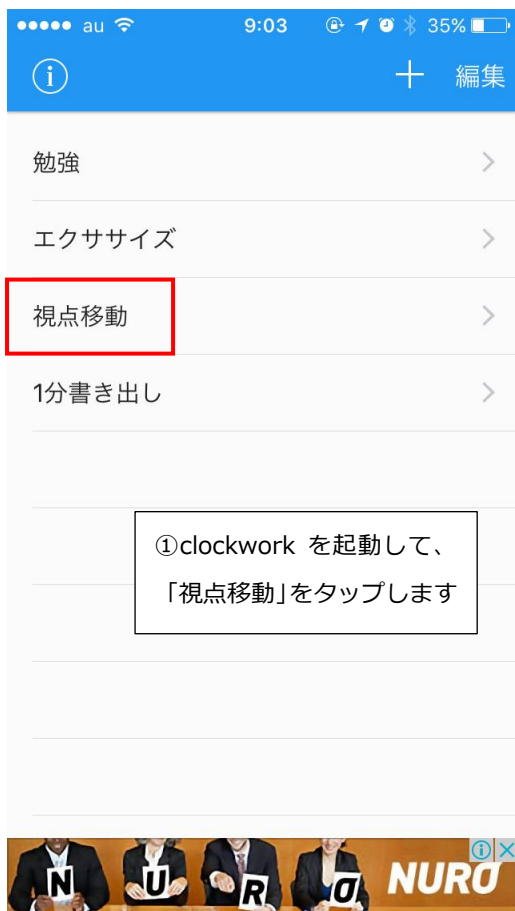 au 9:03 35%
編集
勉強
エクササイズ
視点移動
1分書き出し
①clockwork を起動して、
「視点移動」をタップします
N U R O NURO